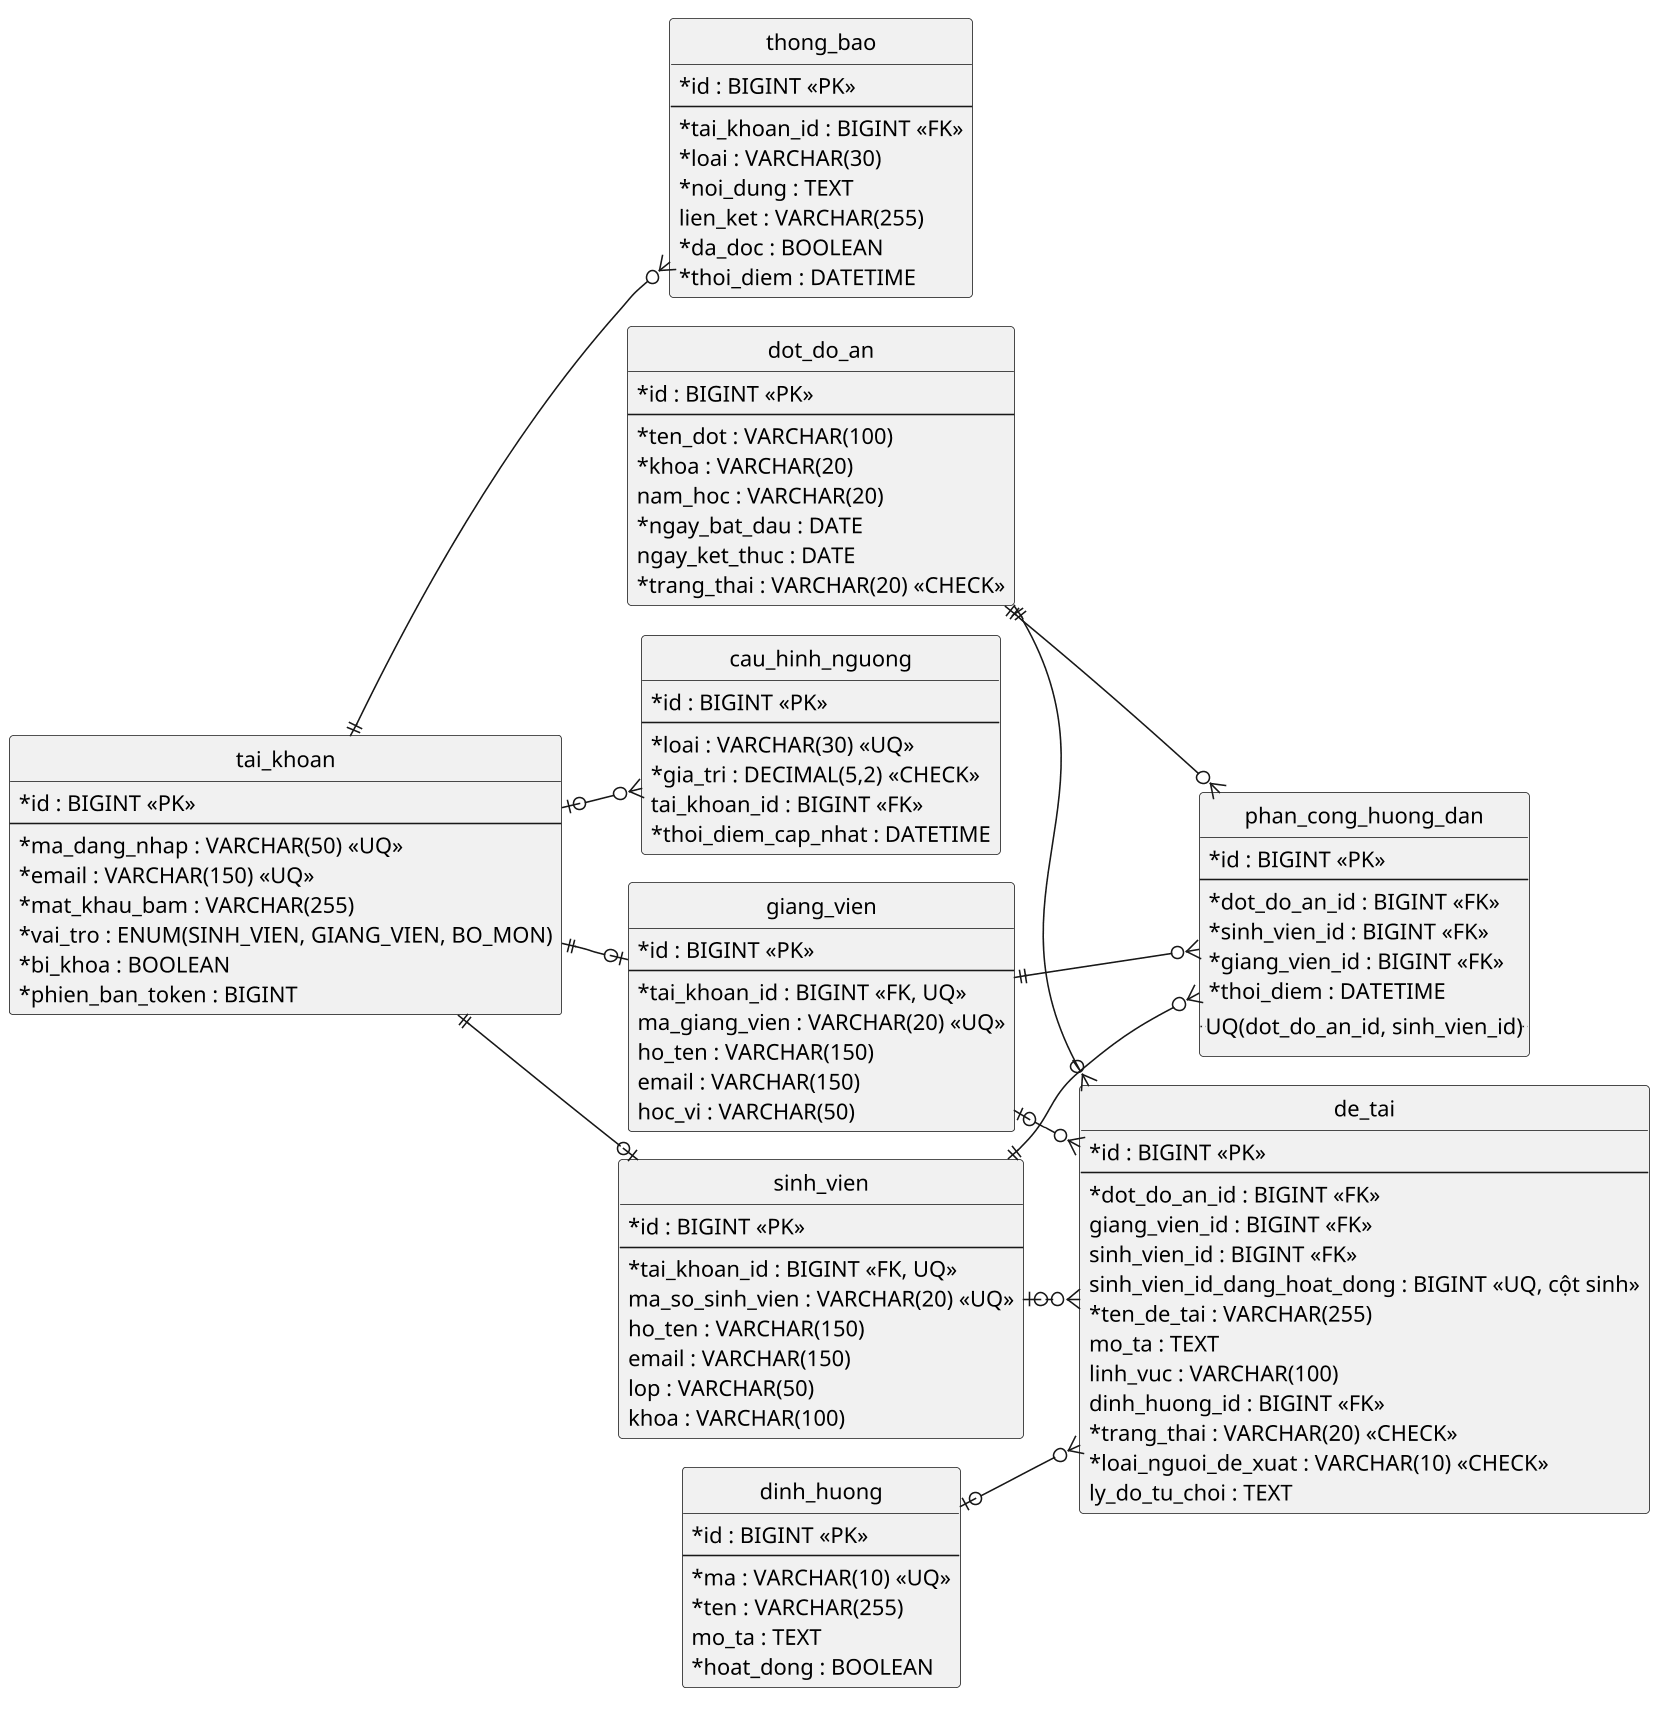 thong_bao
*id : BIGINT «PK»
*tai_khoan_id : BIGINT «FK»
*loai : VARCHAR(30)
*noi_dung : TEXT
lien_ket : VARCHAR(255)
*da_doc : BOOLEAN
*thoi_diem : DATETIME
dot_do_an
*id : BIGINT «PK»
*ten_dot : VARCHAR(100)
*khoa : VARCHAR(20)
nam_hoc : VARCHAR(20)
*ngay_bat_dau : DATE
ngay_ket_thuc : DATE
*trang_thai : VARCHAR(20) «CHECK»
cau_hinh_nguong
*id : BIGINT «PK»
*loai : VARCHAR(30) «UQ»
*gia_tri : DECIMAL(5,2) «CHECK»
tai_khoan_id : BIGINT «FK»
*thoi_diem_cap_nhat : DATETIME
tai_khoan
*id : BIGINT «PK»
*ma_dang_nhap : VARCHAR(50) «UQ»
*email : VARCHAR(150) «UQ»
*mat_khau_bam : VARCHAR(255)
*vai_tro : ENUM(SINH_VIEN, GIANG_VIEN, BO_MON)
*bi_khoa : BOOLEAN
*phien_ban_token : BIGINT
giang_vien
*id : BIGINT «PK»
*tai_khoan_id : BIGINT «FK, UQ»
ma_giang_vien : VARCHAR(20) «UQ»
ho_ten : VARCHAR(150)
email : VARCHAR(150)
hoc_vi : VARCHAR(50)
phan_cong_huong_dan
*id : BIGINT «PK»
*dot_do_an_id : BIGINT «FK»
*sinh_vien_id : BIGINT «FK»
*giang_vien_id : BIGINT «FK»
*thoi_diem : DATETIME
UQ(dot_do_an_id, sinh_vien_id)
sinh_vien
*id : BIGINT «PK»
*tai_khoan_id : BIGINT «FK, UQ»
ma_so_sinh_vien : VARCHAR(20) «UQ»
ho_ten : VARCHAR(150)
email : VARCHAR(150)
lop : VARCHAR(50)
khoa : VARCHAR(100)
de_tai
*id : BIGINT «PK»
*dot_do_an_id : BIGINT «FK»
giang_vien_id : BIGINT «FK»
sinh_vien_id : BIGINT «FK»
sinh_vien_id_dang_hoat_dong : BIGINT «UQ, cột sinh»
*ten_de_tai : VARCHAR(255)
mo_ta : TEXT
linh_vuc : VARCHAR(100)
dinh_huong_id : BIGINT «FK»
*trang_thai : VARCHAR(20) «CHECK»
*loai_nguoi_de_xuat : VARCHAR(10) «CHECK»
ly_do_tu_choi : TEXT
dinh_huong
*id : BIGINT «PK»
*ma : VARCHAR(10) «UQ»
*ten : VARCHAR(255)
mo_ta : TEXT
*hoat_dong : BOOLEAN